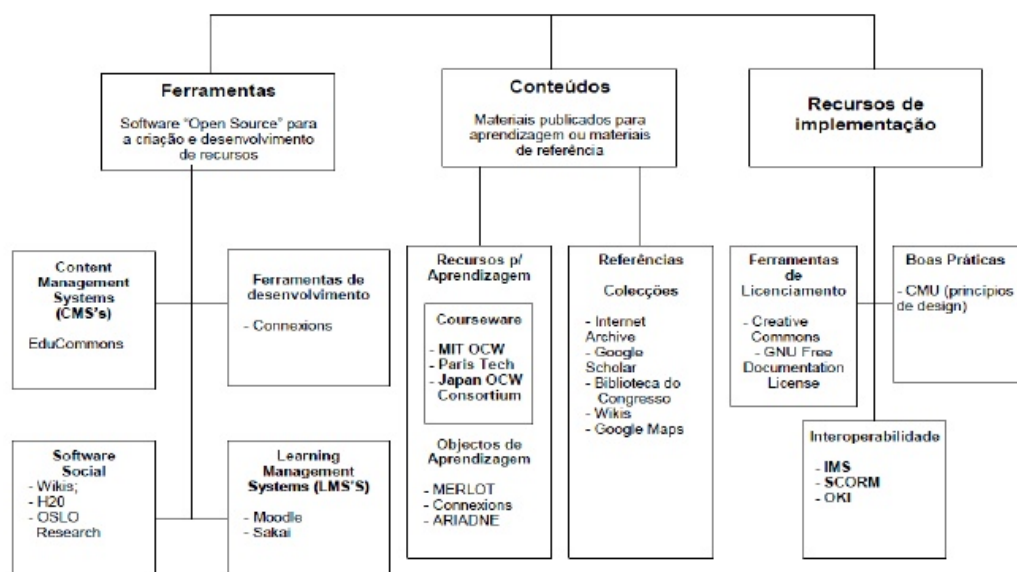 Ferramentas
Software “Open Source” para
a criação e desenvolvimento
de recursos
Conteúdos
Materiais publicados para
aprendizagem ou materiais
de referência
Recursos de
implementação
Content
Management
Systems
(CMS's)
EduCommons
Ferramentas de
desenvolvimento
- Connexions
Software
Social
- Wikis;
- H20
- OSLO
Research
Learning
Management
Systems (LMS'S)
- Moodle
- Sakai
Recursos p/
Aprendizagem
Courseware
- MIT OCW
- Paris Tech
- Japan OCW
Consortium
Objectos de
Aprendizagem
- MERLOT
- Connexions
- ARIADNE
Referências
Colecções
- Internet
Archive
- Google
Scholar
- Biblioteca do
Congresso
- Wikis
- Google Maps
Ferramentas
de
Licenciamento
- Creative
Commons
- GNU Free
Documentation
License
Boas Práticas
- CMU (princípios
de design)
Interoperabilidade
- IMS
- SCORM
- OKI